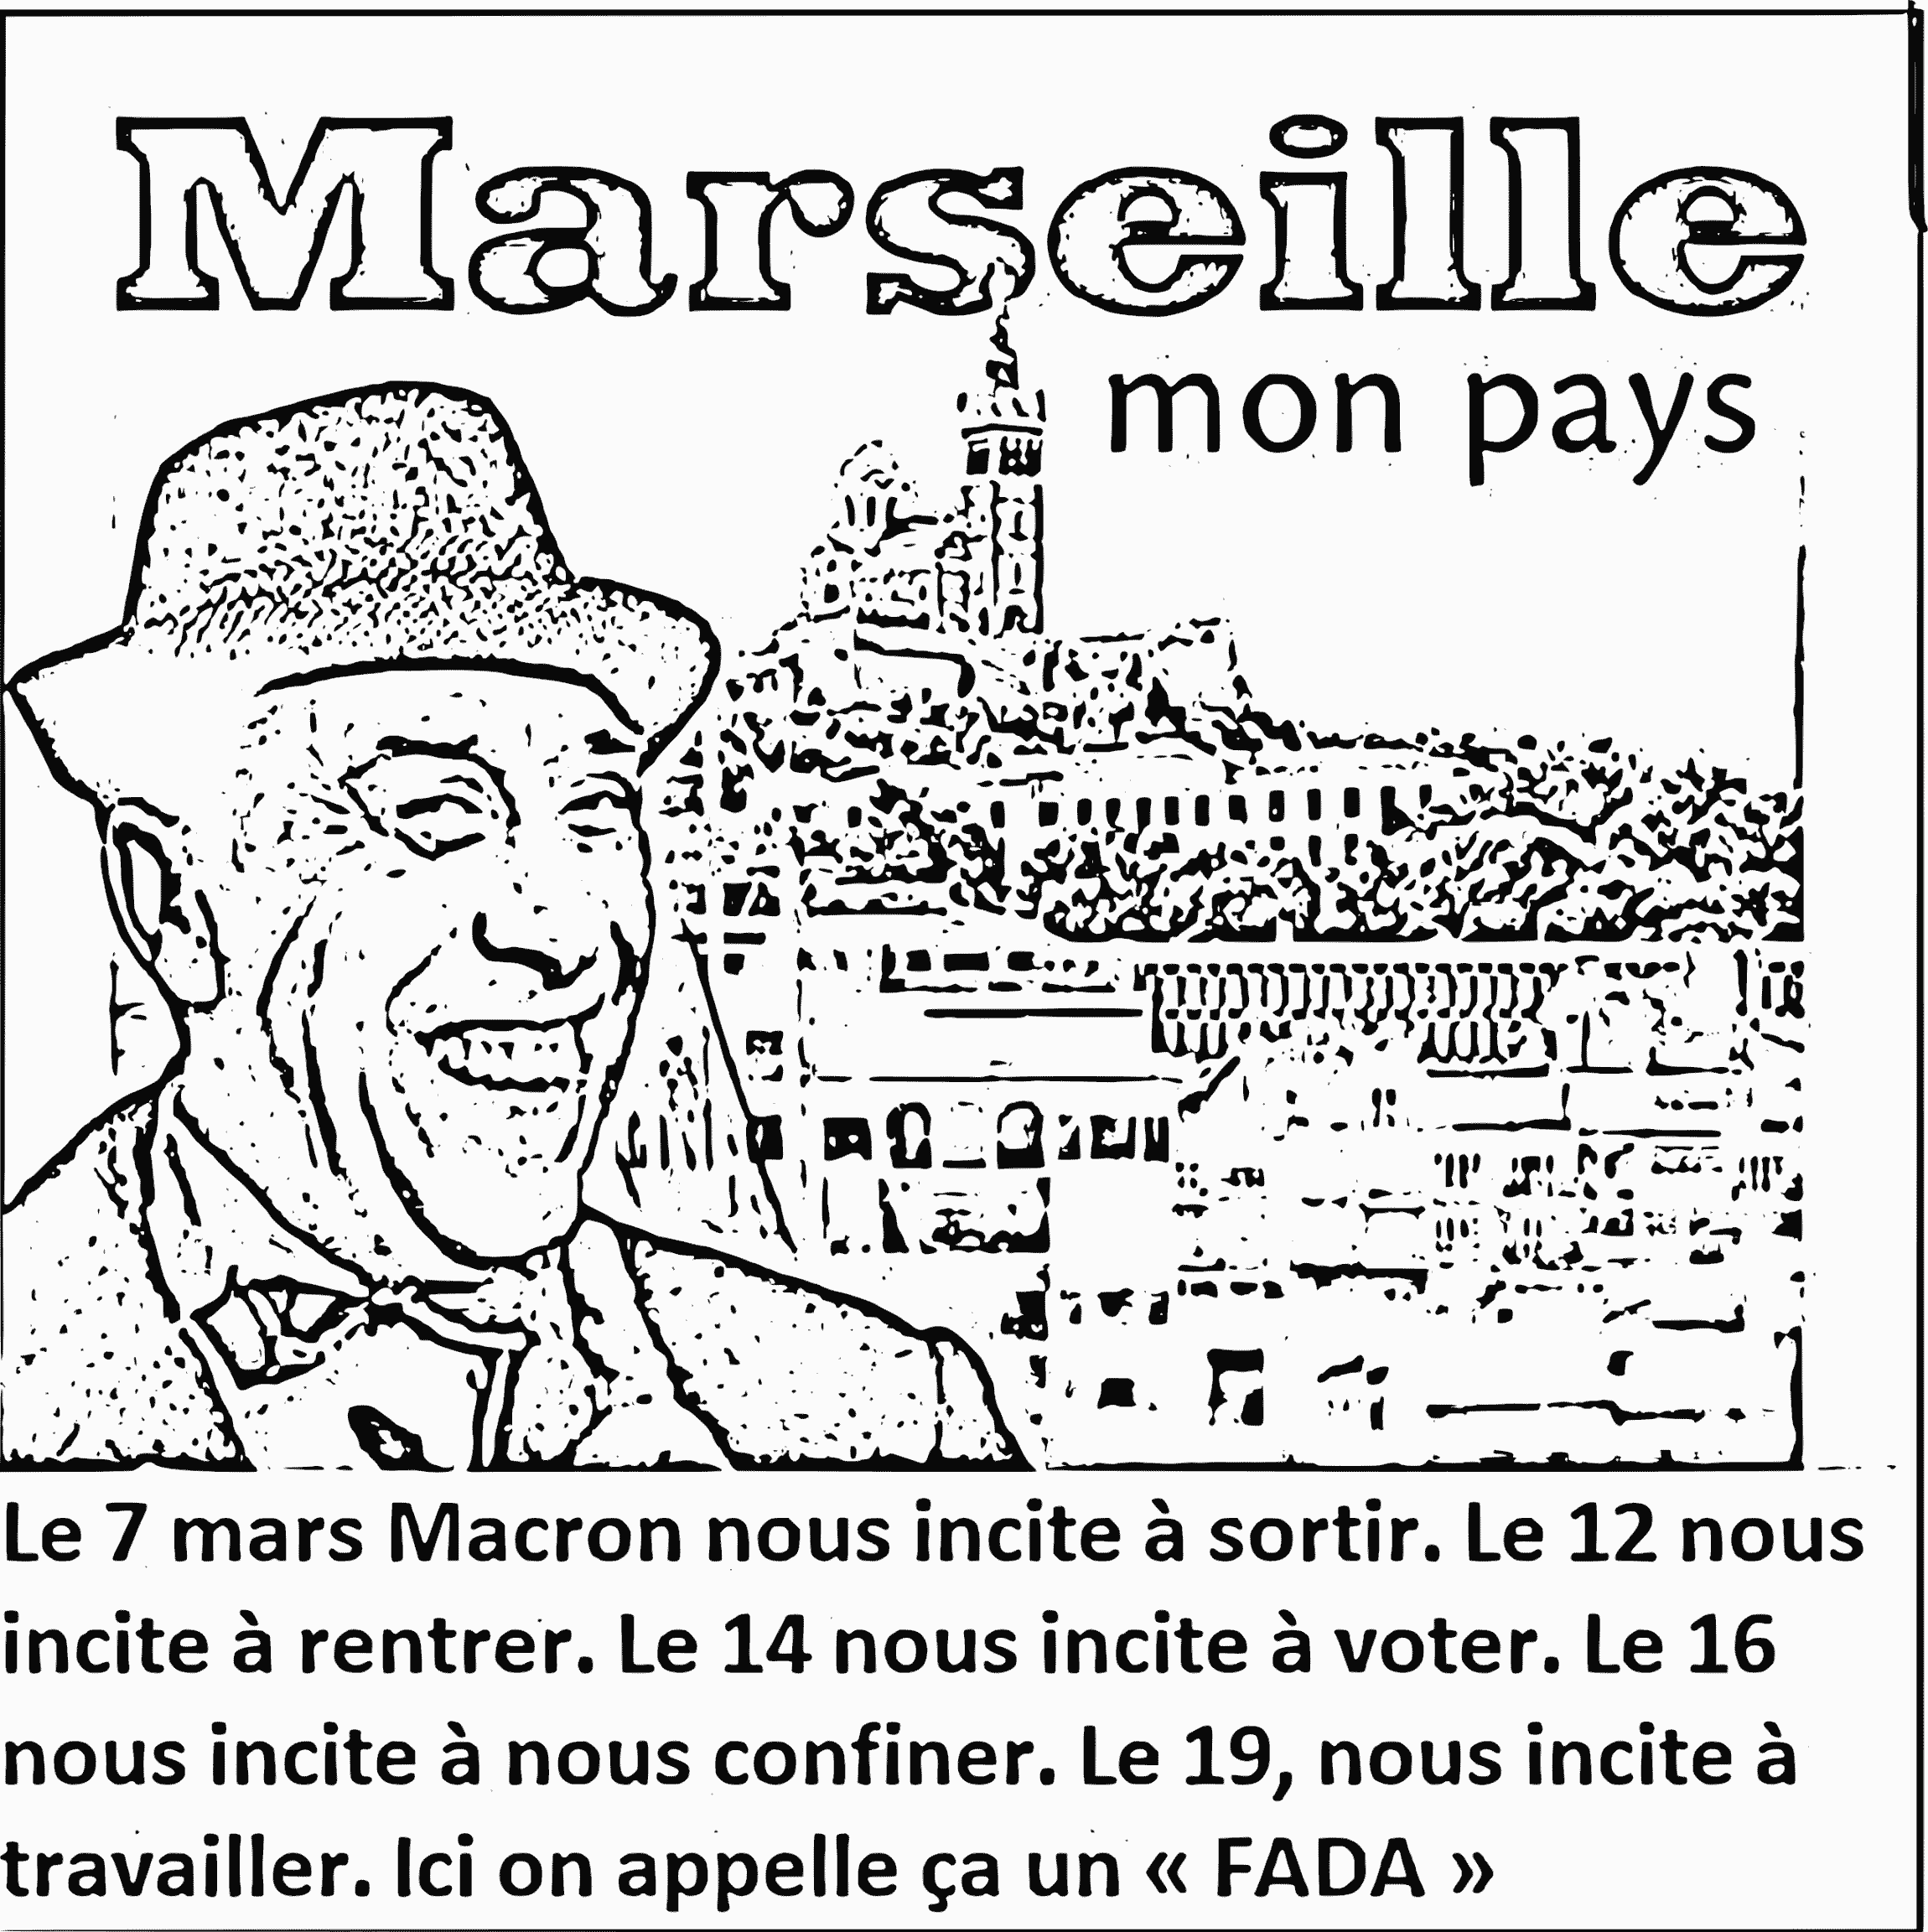 Marseille
mon pays
Le 7 mars Macron nous incite à sortir. Le 12 nous
incite à rentrer. Le 14 nous incite à voter. Le 16
nous incite à nous confiner. Le 19, nous incite à
travailler. Ici on appelle ça un « FADA »